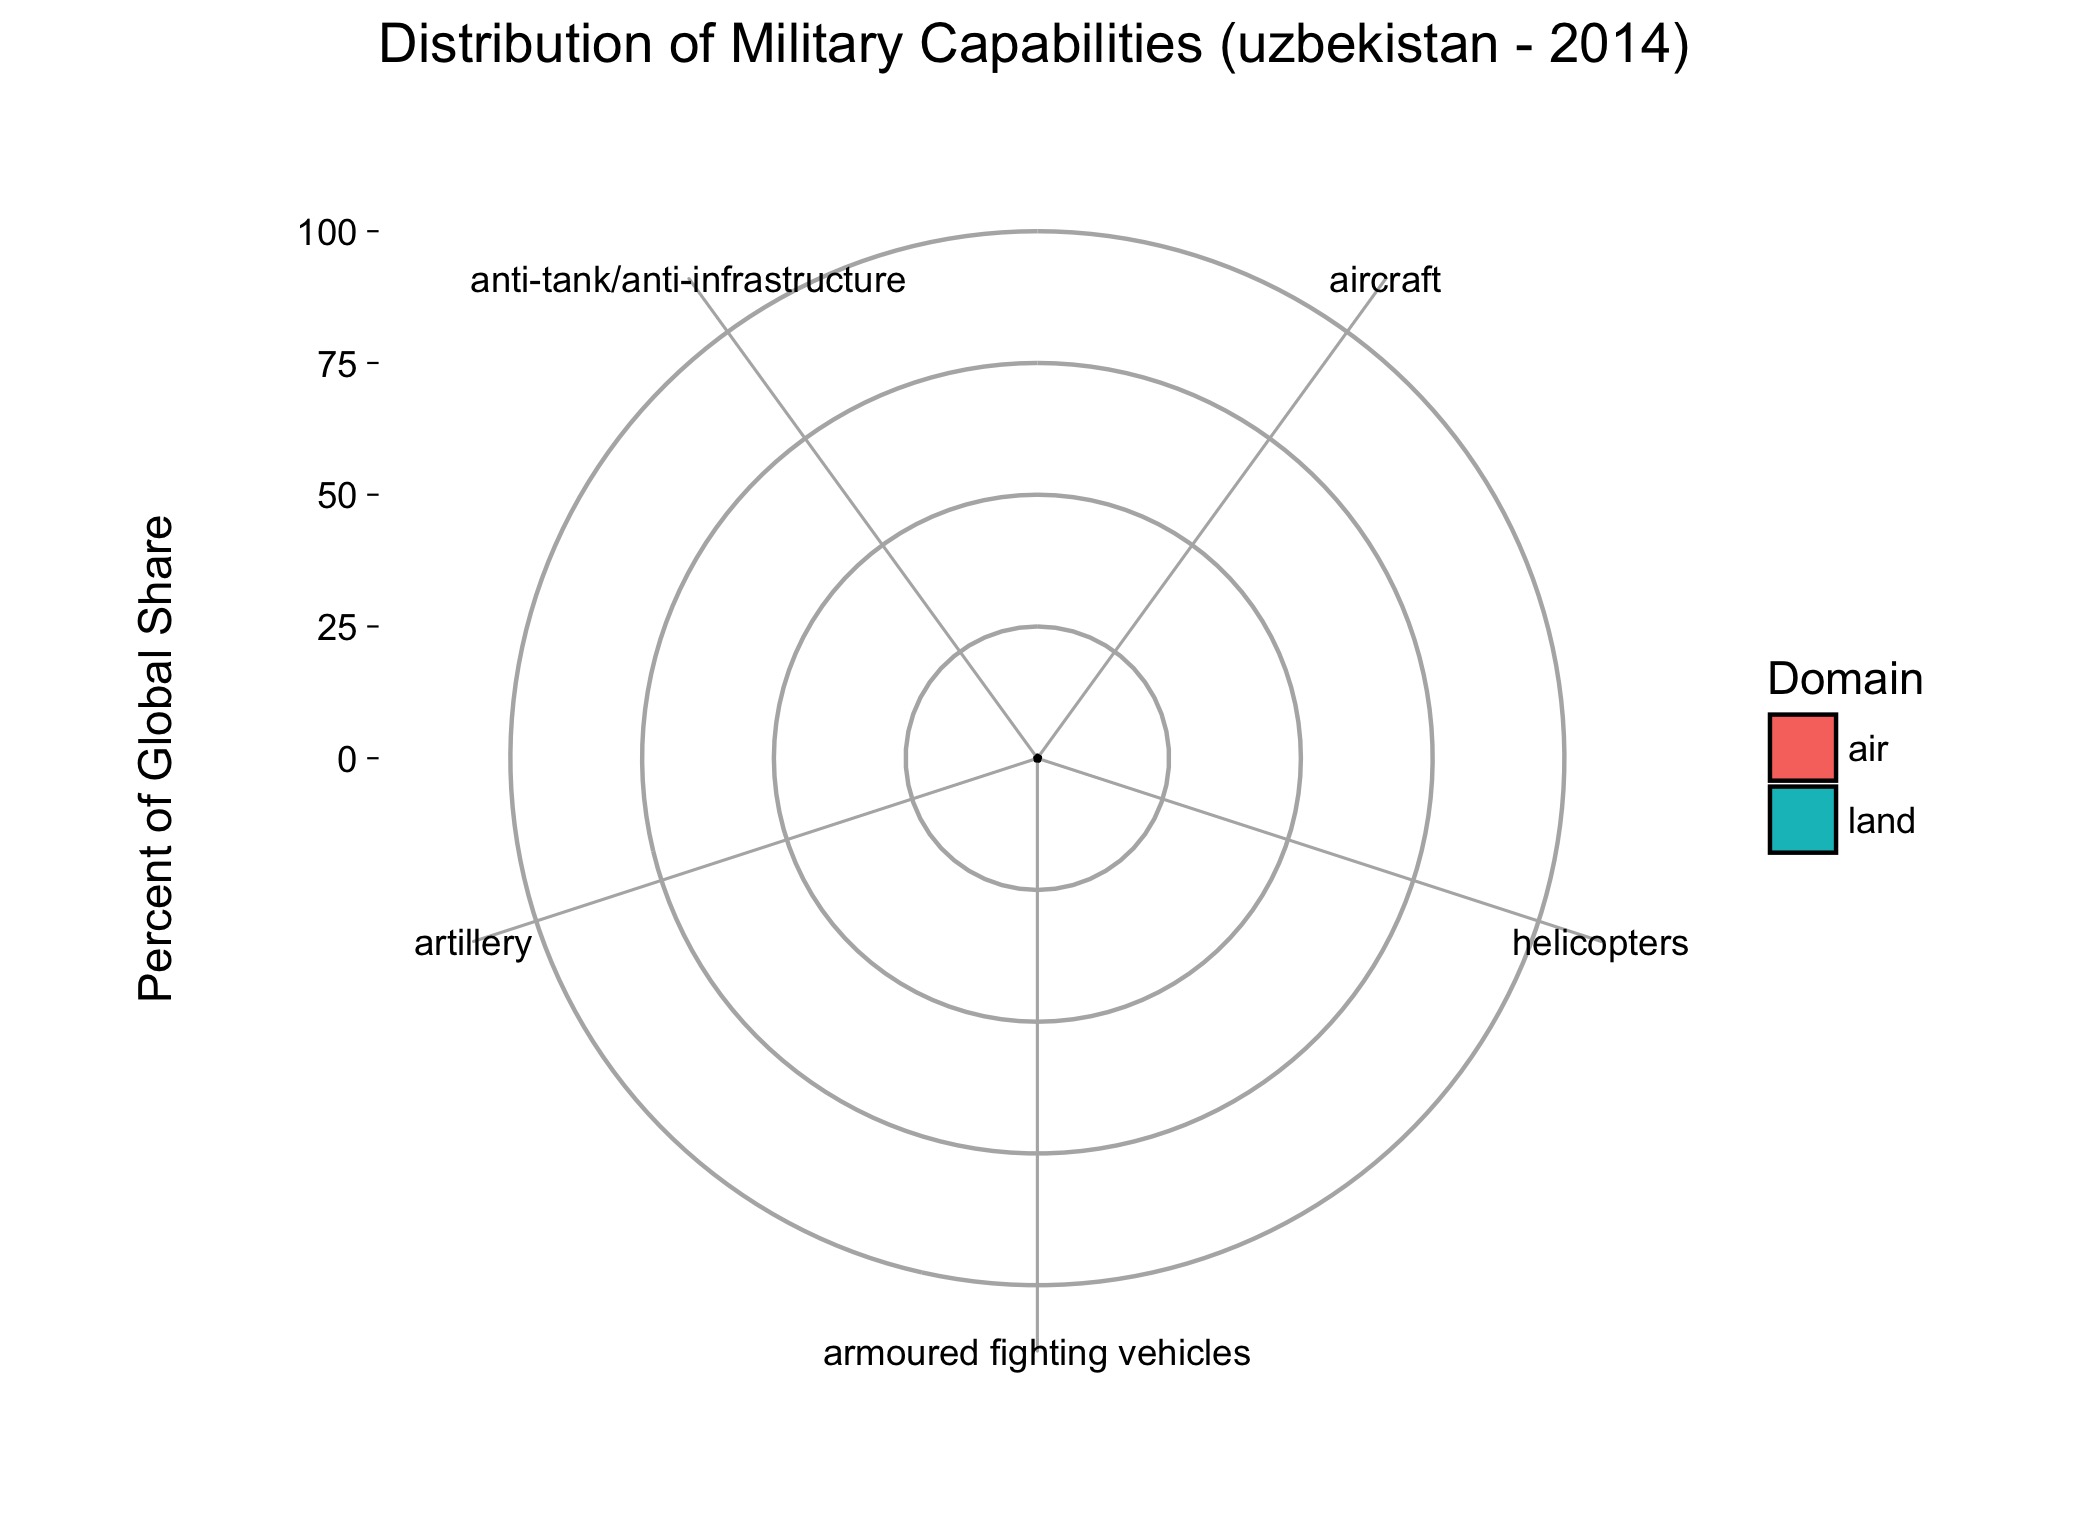 Distribution of Military Capabilities (uzbekistan - 2014)
100
anti-tank/anti-infrastructure
aircraft
75
50
25
0
Percent of Global Share
Domain
air
land
artillery
helicopters
armoured fighting vehicles